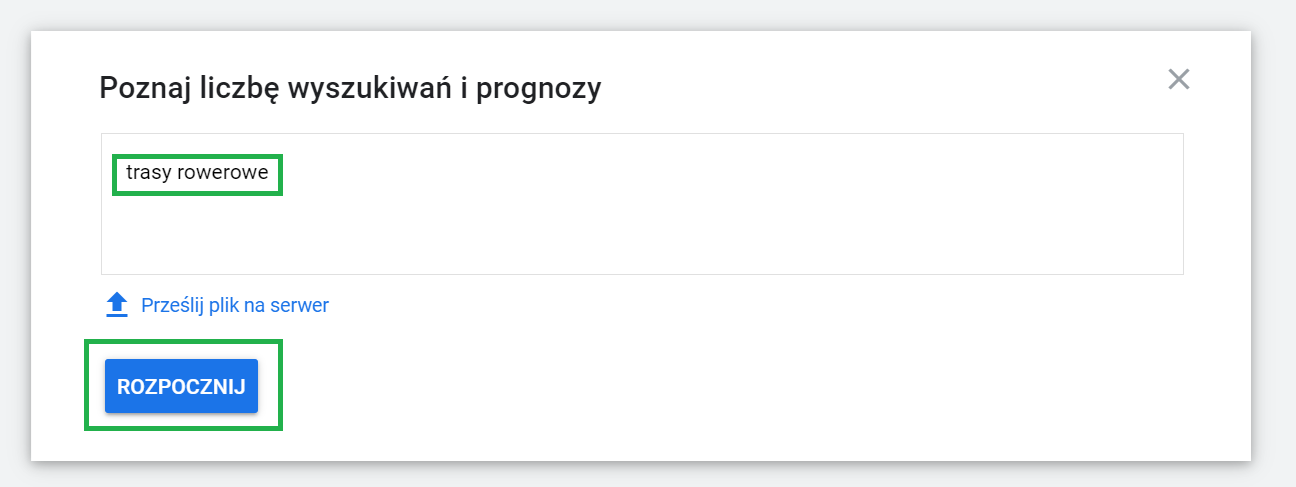 Poznaj liczbę wyszukiwań i prognozy
trasy rowerowe
Prześlij plik na serwer
ROZPOCZNIJ